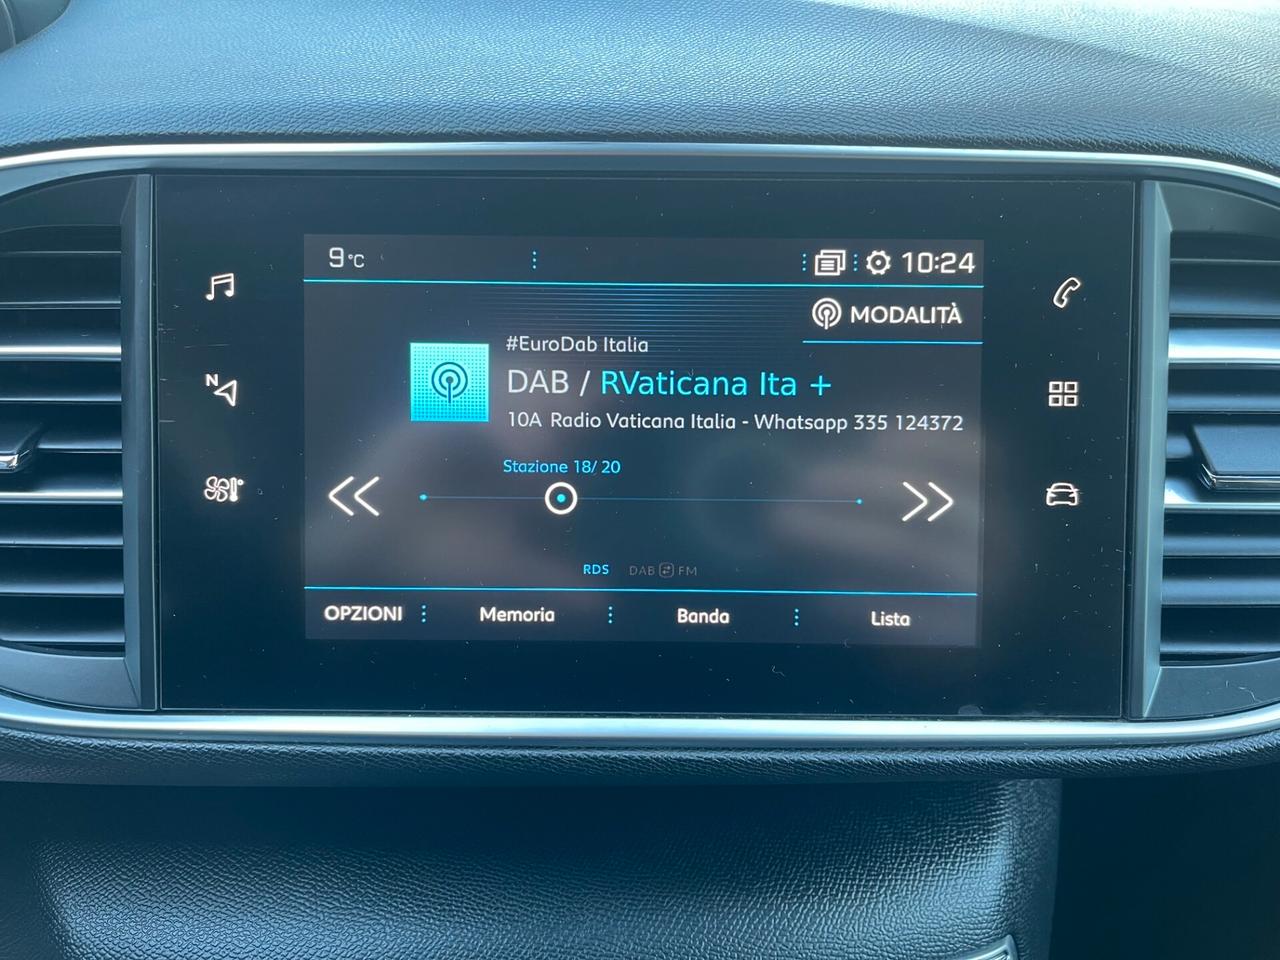 9°C
10:24
MODALITÀ
#EuroDab Italia
DAB / RVaticana Ita +
10A Radio Vaticana Italia - Whatsapp 335 124372
Stazione 18/ 20
RDS DAB FM
OPZIONI Memoria Banda Lista
N